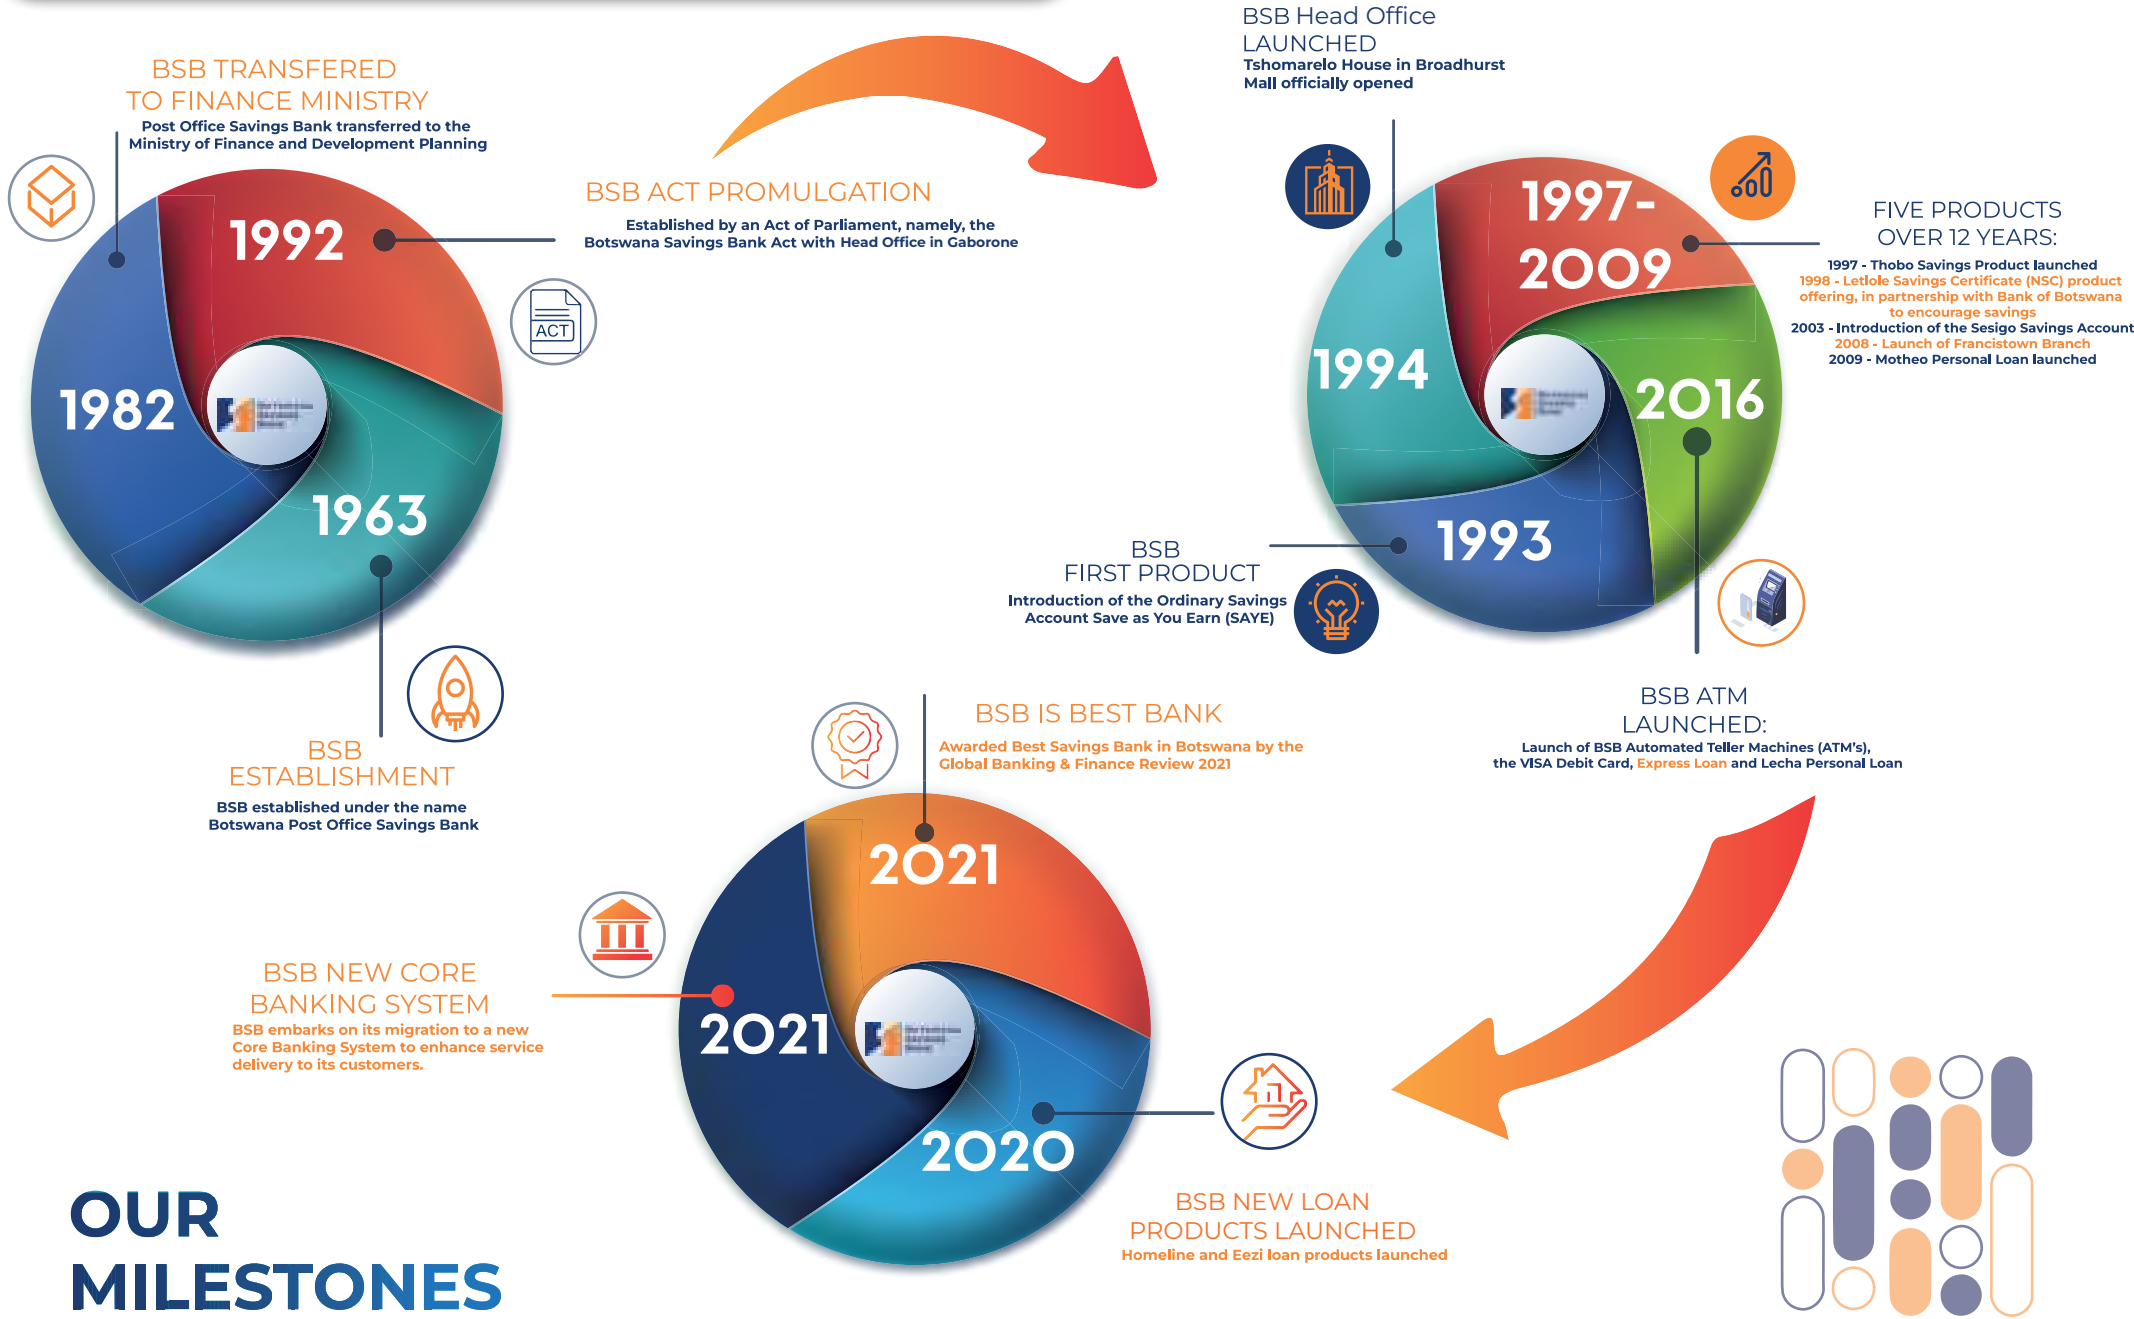 BSB TRANSFERED
TO FINANCE MINISTRY
Post Office Savings Bank transferred to the
Ministry of Finance and Development Planning
1992
BSB ACT PROMULGATION
Established by an Act of Parliament, namely, the
Botswana Savings Bank Act with Head Office in Gaborone
ACT
1982
1963
BSB
ESTABLISHMENT
BSB established under the name
Botswana Post Office Savings Bank
BSB Head Office
LAUNCHED
Tshomarelo House in Broadhurst
Mall officially opened
1997-
2009
FIVE PRODUCTS
OVER 12 YEARS:
1997 - Thobo Savings Product launched
1998 - Letlole Savings Certificate (NSC) product
offering, in partnership with Bank of Botswana
to encourage savings
2003 - Introduction of the Sesigo Savings Account
2008 - Launch of Francistown Branch
2009 - Motheo Personal Loan launched
1994
2016
1993
BSB
FIRST PRODUCT
Introduction of the Ordinary Savings
Account Save as You Earn (SAYE)
BSB ATM
LAUNCHED:
Launch of BSB Automated Teller Machines (ATM's),
the VISA Debit Card, Express Loan and Lecha Personal Loan
BSB IS BEST BANK
Awarded Best Savings Bank in Botswana by the
Global Banking & Finance Review 2021
2021
BSB NEW CORE
BANKING SYSTEM
BSB embarks on its migration to a new
Core Banking System to enhance service
delivery to its customers.
2021
2020
BSB NEW LOAN
PRODUCTS LAUNCHED
Homeline and Eezi loan products launched
OUR
MILESTONES